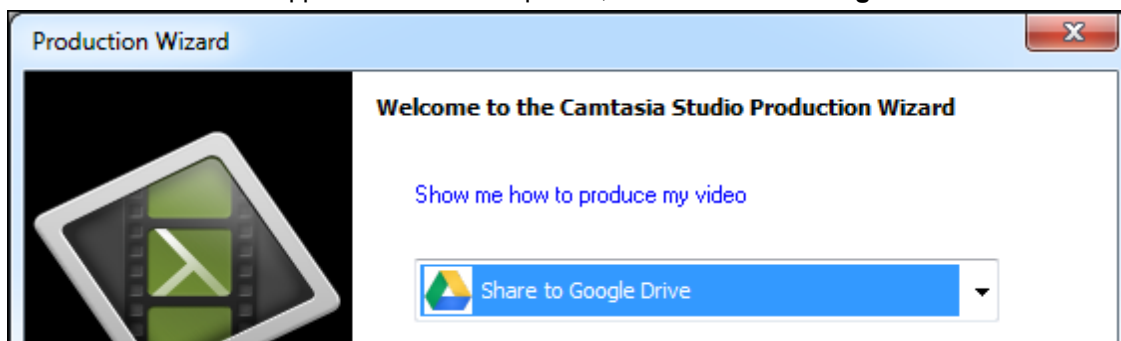 Production Wizard
Welcome to the Camtasia Studio Production Wizard
Show me how to produce my video
Share to Google Drive